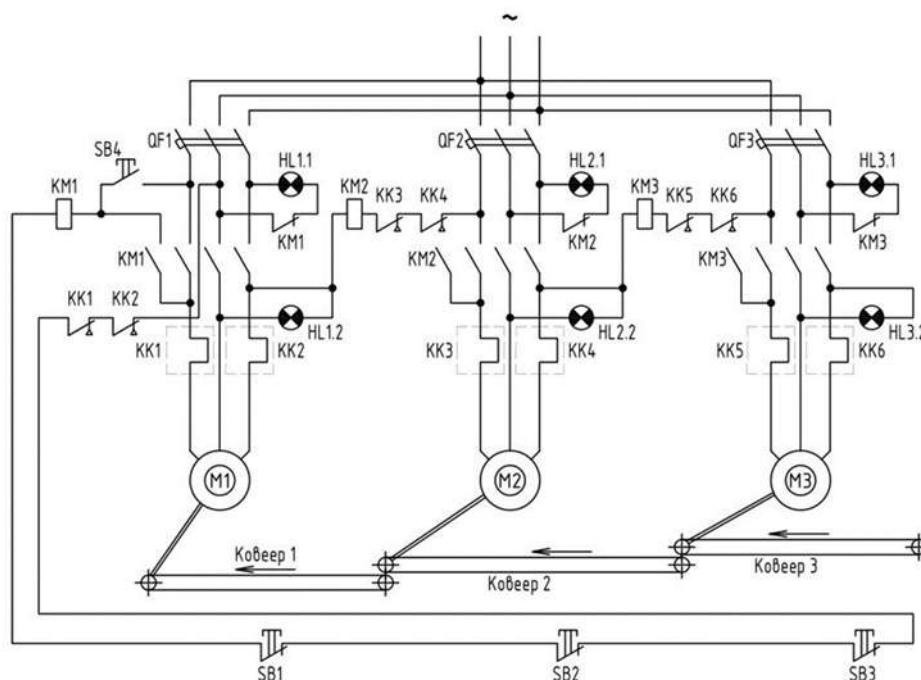 ~
QF1
QF2
QF3
SB4
HL1.1
HL2.1
HL3.1
KM1
KM2
KK3
KK4
KM3
KK5
KK6
KM1
KM2
KM3
KM1
KM2
KM3
KK1
KK2
HL1.2
HL2.2
HL3.2
KK1
KK2
KK3
KK4
KK5
KK6
M1
M2
M3
Ковеер 1
Ковеер 2
Ковеер 3
SB1
SB2
SB3